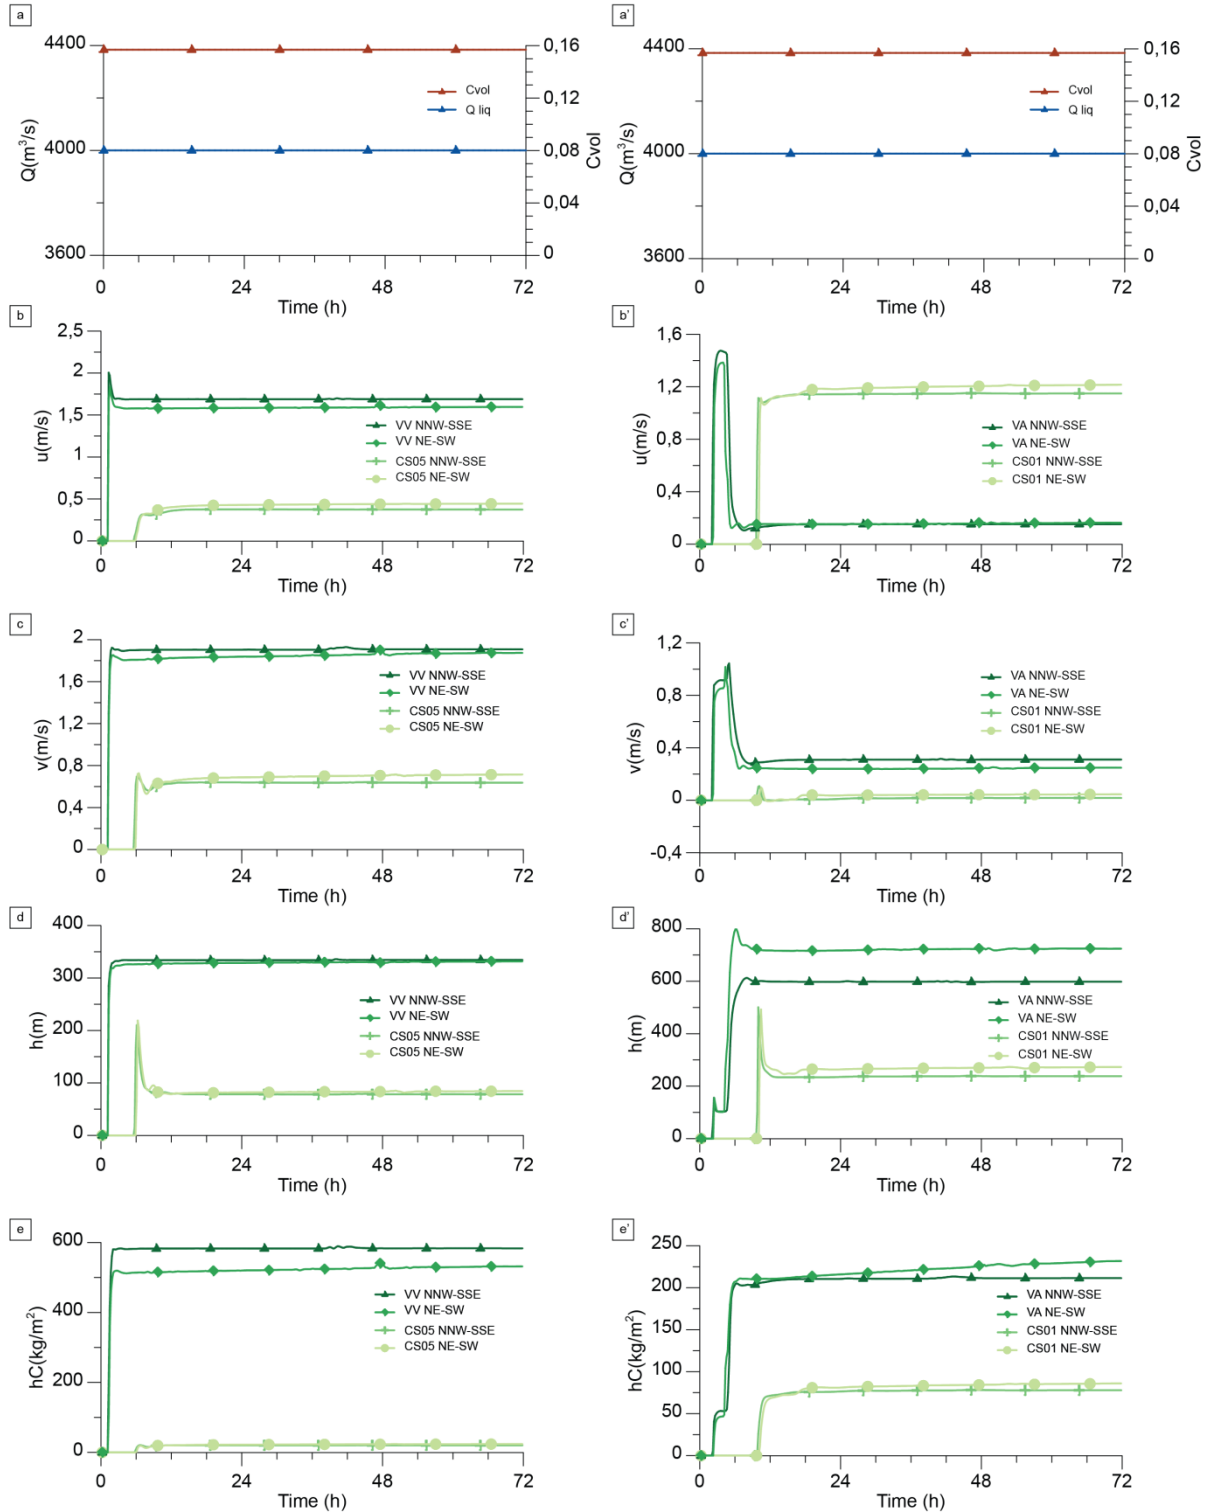 a
4400
4000
3600
Q(m³/s)
0,16
0,12
0,08
0,04
0
Cvol
Cvol
Q liq
0 24 48 72
Time (h)
a'
4400
4000
3600
Q(m³/s)
0,16
0,12
0,08
0,04
0
Cvol
Cvol
Q liq
0 24 48 72
Time (h)
b
2,5
2
1,5
1
0,5
0
u(m/s)
VV NNW-SSE
VV NE-SW
CS05 NNW-SSE
CS05 NE-SW
0 24 48 72
Time (h)
b'
1,6
1,2
0,8
0,4
0
u(m/s)
VA NNW-SSE
VA NE-SW
CS01 NNW-SSE
CS01 NE-SW
0 24 48 72
Time (h)
c
2
1,6
1,2
0,8
0,4
0
v(m/s)
VV NNW-SSE
VV NE-SW
CS05 NNW-SSE
CS05 NE-SW
0 24 48 72
Time (h)
c'
1,2
0,8
0,4
0
-0,4
v(m/s)
VA NNW-SSE
VA NE-SW
CS01 NNW-SSE
CS01 NE-SW
0 24 48 72
Time (h)
d
400
300
200
100
0
h(m)
VV NNW-SSE
VV NE-SW
CS05 NNW-SSE
CS05 NE-SW
0 24 48 72
Time (h)
d'
800
600
400
200
0
h(m)
VA NNW-SSE
VA NE-SW
CS01 NNW-SSE
CS01 NE-SW
0 24 48 72
Time (h)
e
600
400
200
0
hC(kg/m²)
VV NNW-SSE
VV NE-SW
CS05 NNW-SSE
CS05 NE-SW
0 24 48 72
Time (h)
e'
250
200
150
100
50
0
hC(kg/m²)
VA NNW-SSE
VA NE-SW
CS01 NNW-SSE
CS01 NE-SW
0 24 48 72
Time (h)